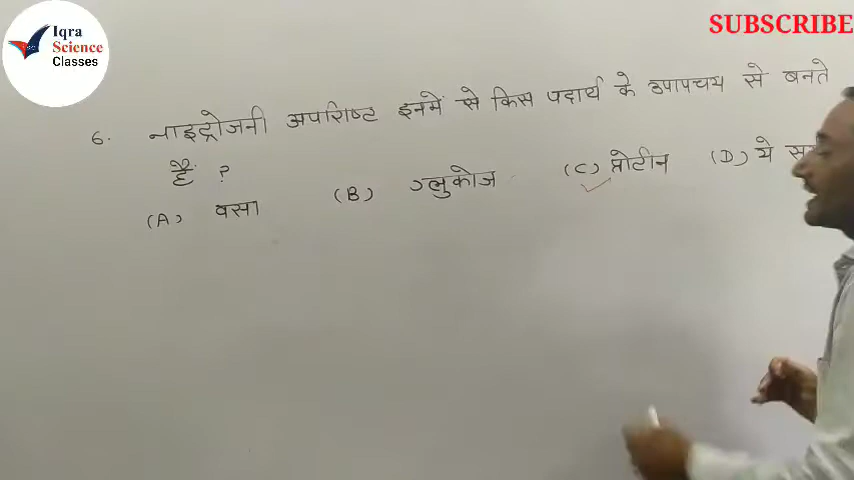 Iqra
Science
Classes
SUBSCRIBE
6. नाइट्रोजनी अपशिष्ट इनमें से किस पदार्थ के उपापचय से बनते
हैं ?
(A) वसा (B) ग्लुकोज (C) प्रोटीन (D) ये